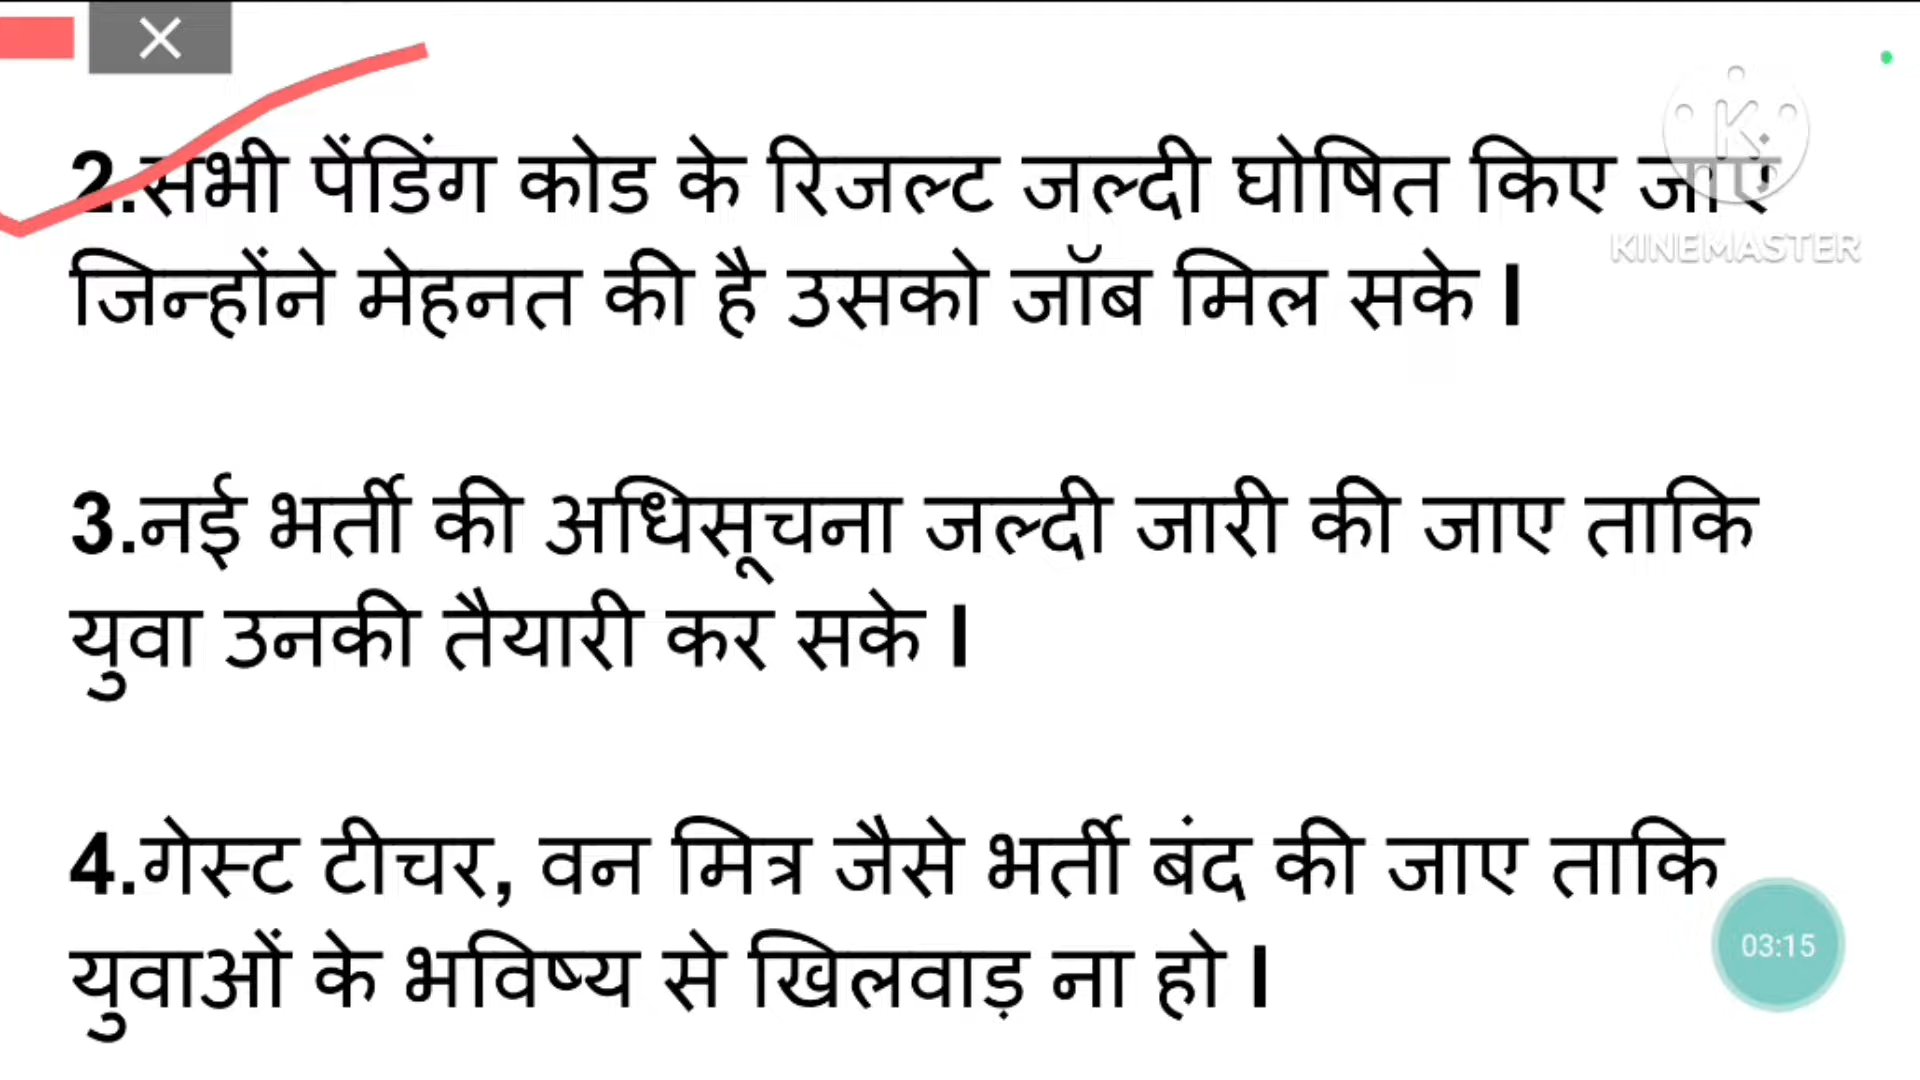 2.सभी पेंडिंग कोड के रिजल्ट जल्दी घोषित किए जाएं
जिन्होंने मेहनत की है उसको जॉब मिल सके I
3.नई भर्ती की अधिसूचना जल्दी जारी की जाए ताकि
युवा उनकी तैयारी कर सके I
4.गेस्ट टीचर, वन मित्र जैसे भर्ती बंद की जाए ताकि
युवाओं के भविष्य से खिलवाड़ ना हो I
K
KINEMASTER
03:15